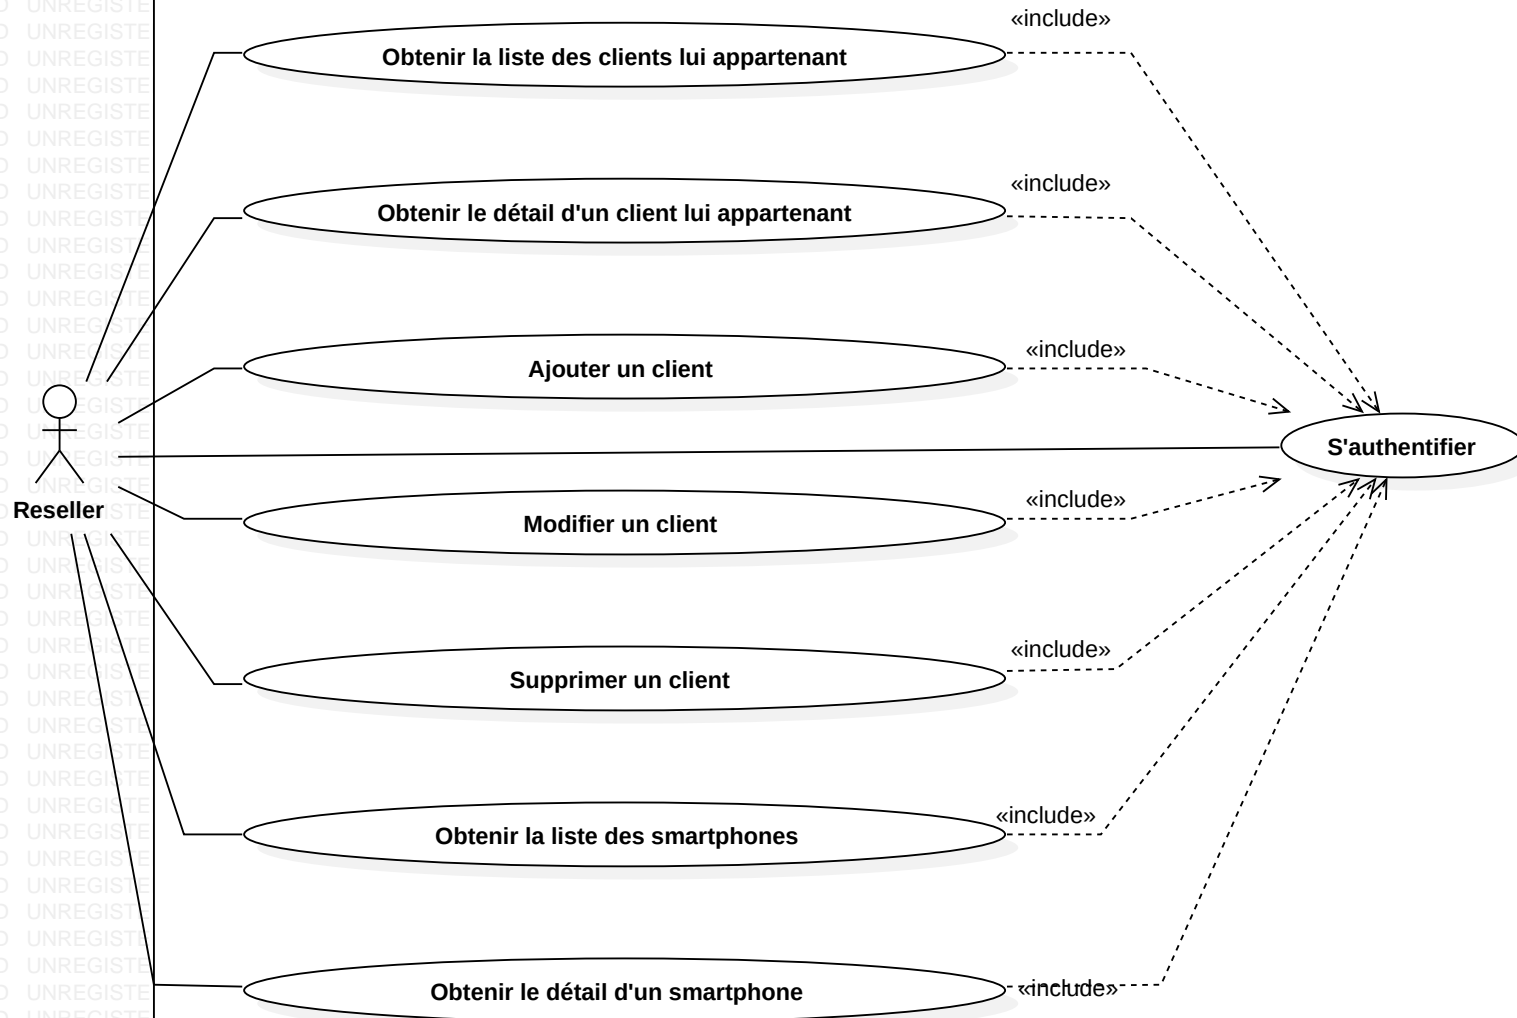 «include»
Obtenir la liste des clients lui appartenant
«include»
Obtenir le détail d'un client lui appartenant
«include»
Ajouter un client
S'authentifier
«include»
Reseller
Modifier un client
«include»
Supprimer un client
«include»
Obtenir la liste des smartphones
«include»
Obtenir le détail d'un smartphone